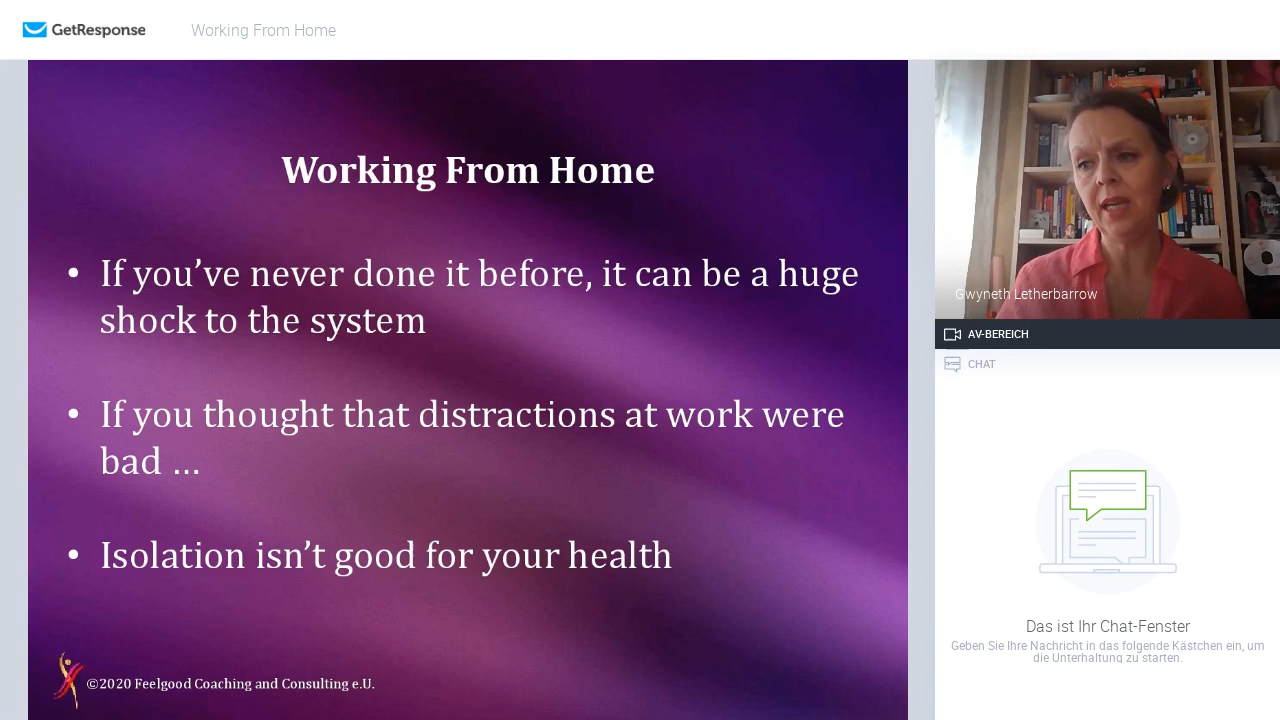 GetResponse
Working From Home
Working From Home
• If you’ve never done it before, it can be a huge
shock to the system
• If you thought that distractions at work were
bad …
• Isolation isn’t good for your health
©2020 Feelgood Coaching and Consulting e.U.
Gwyneth Letherbarrow
AV-BEREICH
CHAT
Das ist Ihr Chat-Fenster
Geben Sie Ihre Nachricht in das folgende Kästchen ein, um
die Unterhaltung zu starten.